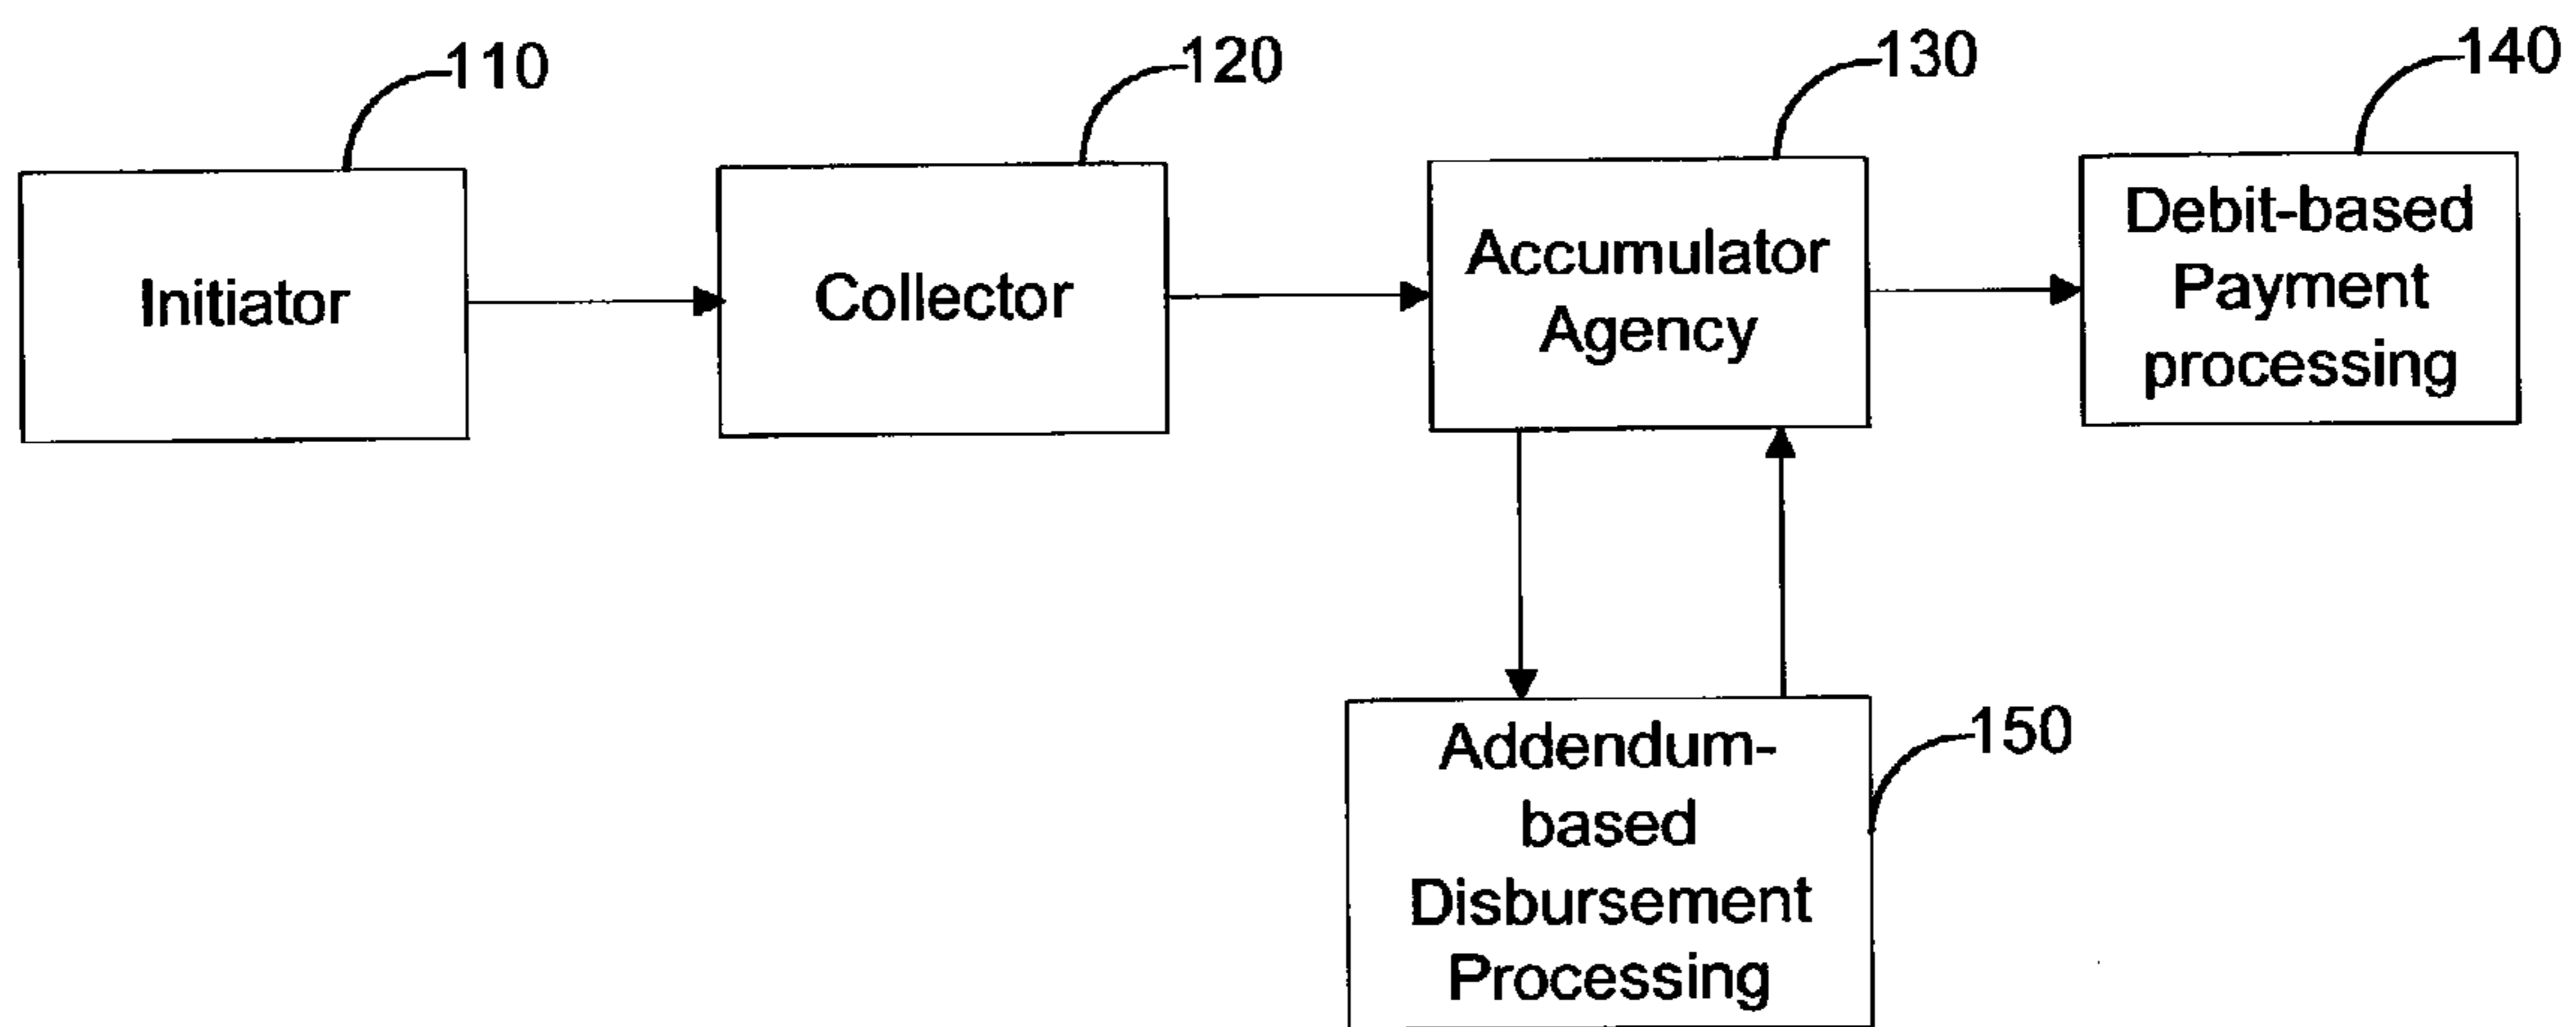 110
120
130
140
Initiator
Collector
Accumulator
Agency
Debit-based
Payment
processing
150
Addendum-
based
Disbursement
Processing